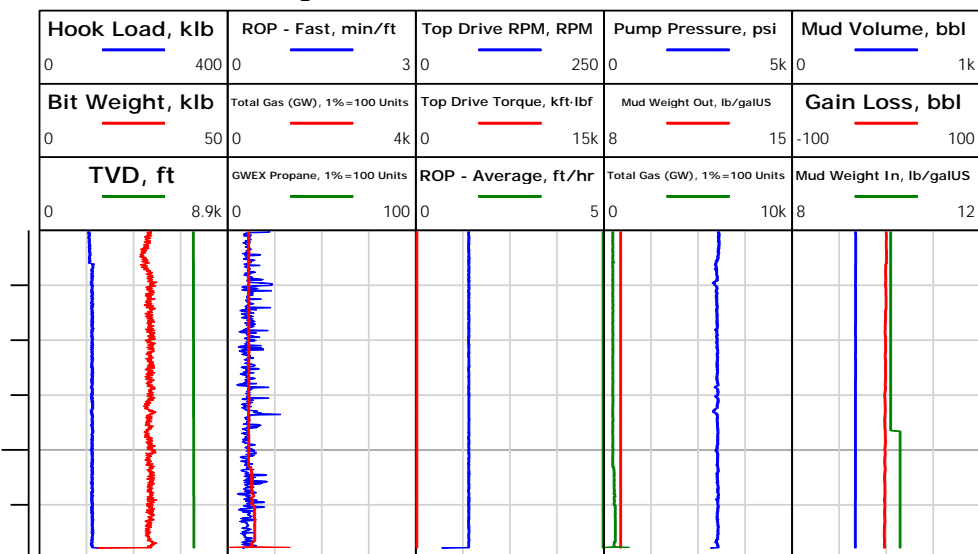 Hook Load, klb ROP - Fast, min/ft Top Drive RPM, RPM Pump Pressure, psi Mud Volume, bbl
0 400 0 3 0 250 0 5k 0 1k
Bit Weight, klb Total Gas (GW), 1%=100 Units Top Drive Torque, kft·lbf Mud Weight Out, lb/galUS Gain Loss, bbl
0 50 0 4k 0 15k 8 15 -100 100
TVD, ft GWEX Propane, 1%=100 Units ROP - Average, ft/hr Total Gas (GW), 1%=100 Units Mud Weight In, lb/galUS
0 8.9k 0 100 0 5 0 10k 8 12